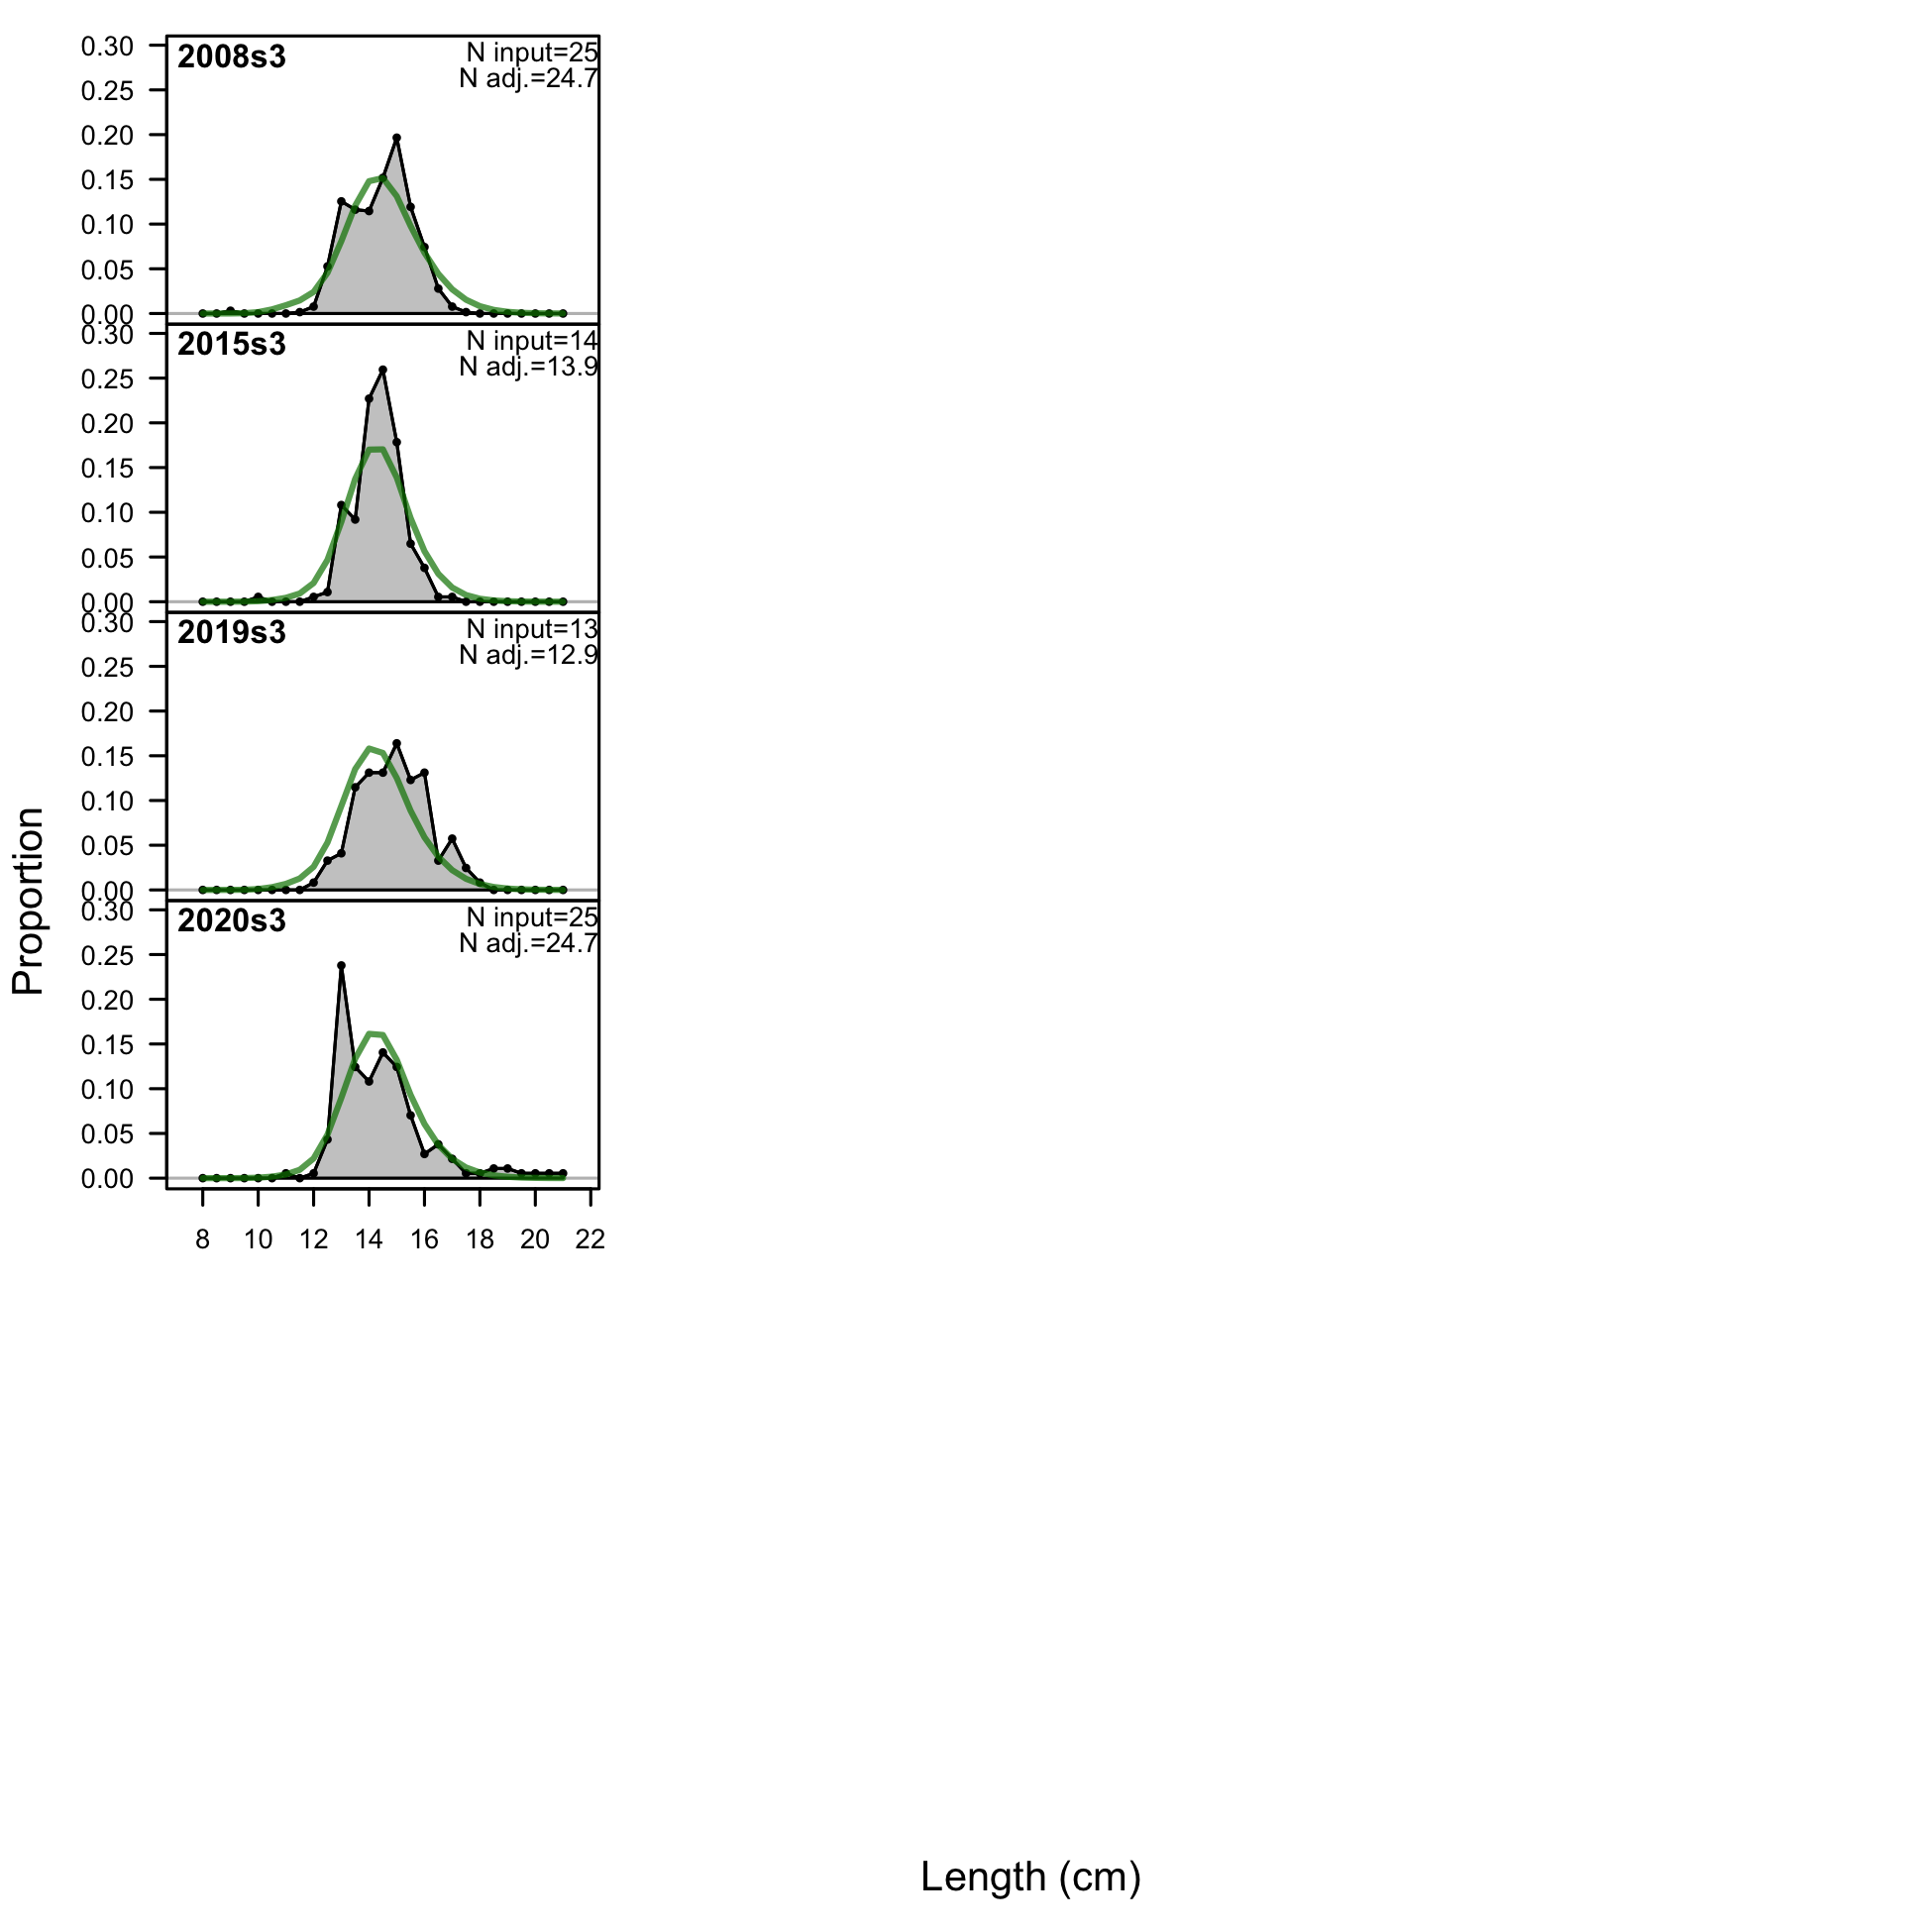 Proportion
0.30
0.25
0.20
0.15
0.10
0.05
0.00
2008s3
N input=25
N adj.=24.7
0.30
0.25
0.20
0.15
0.10
0.05
0.00
2015s3
N input=14
N adj.=13.9
0.30
0.25
0.20
0.15
0.10
0.05
0.00
2019s3
N input=13
N adj.=12.9
0.30
0.25
0.20
0.15
0.10
0.05
0.00
2020s3
N input=25
N adj.=24.7
8 10 12 14 16 18 20 22
Length (cm)